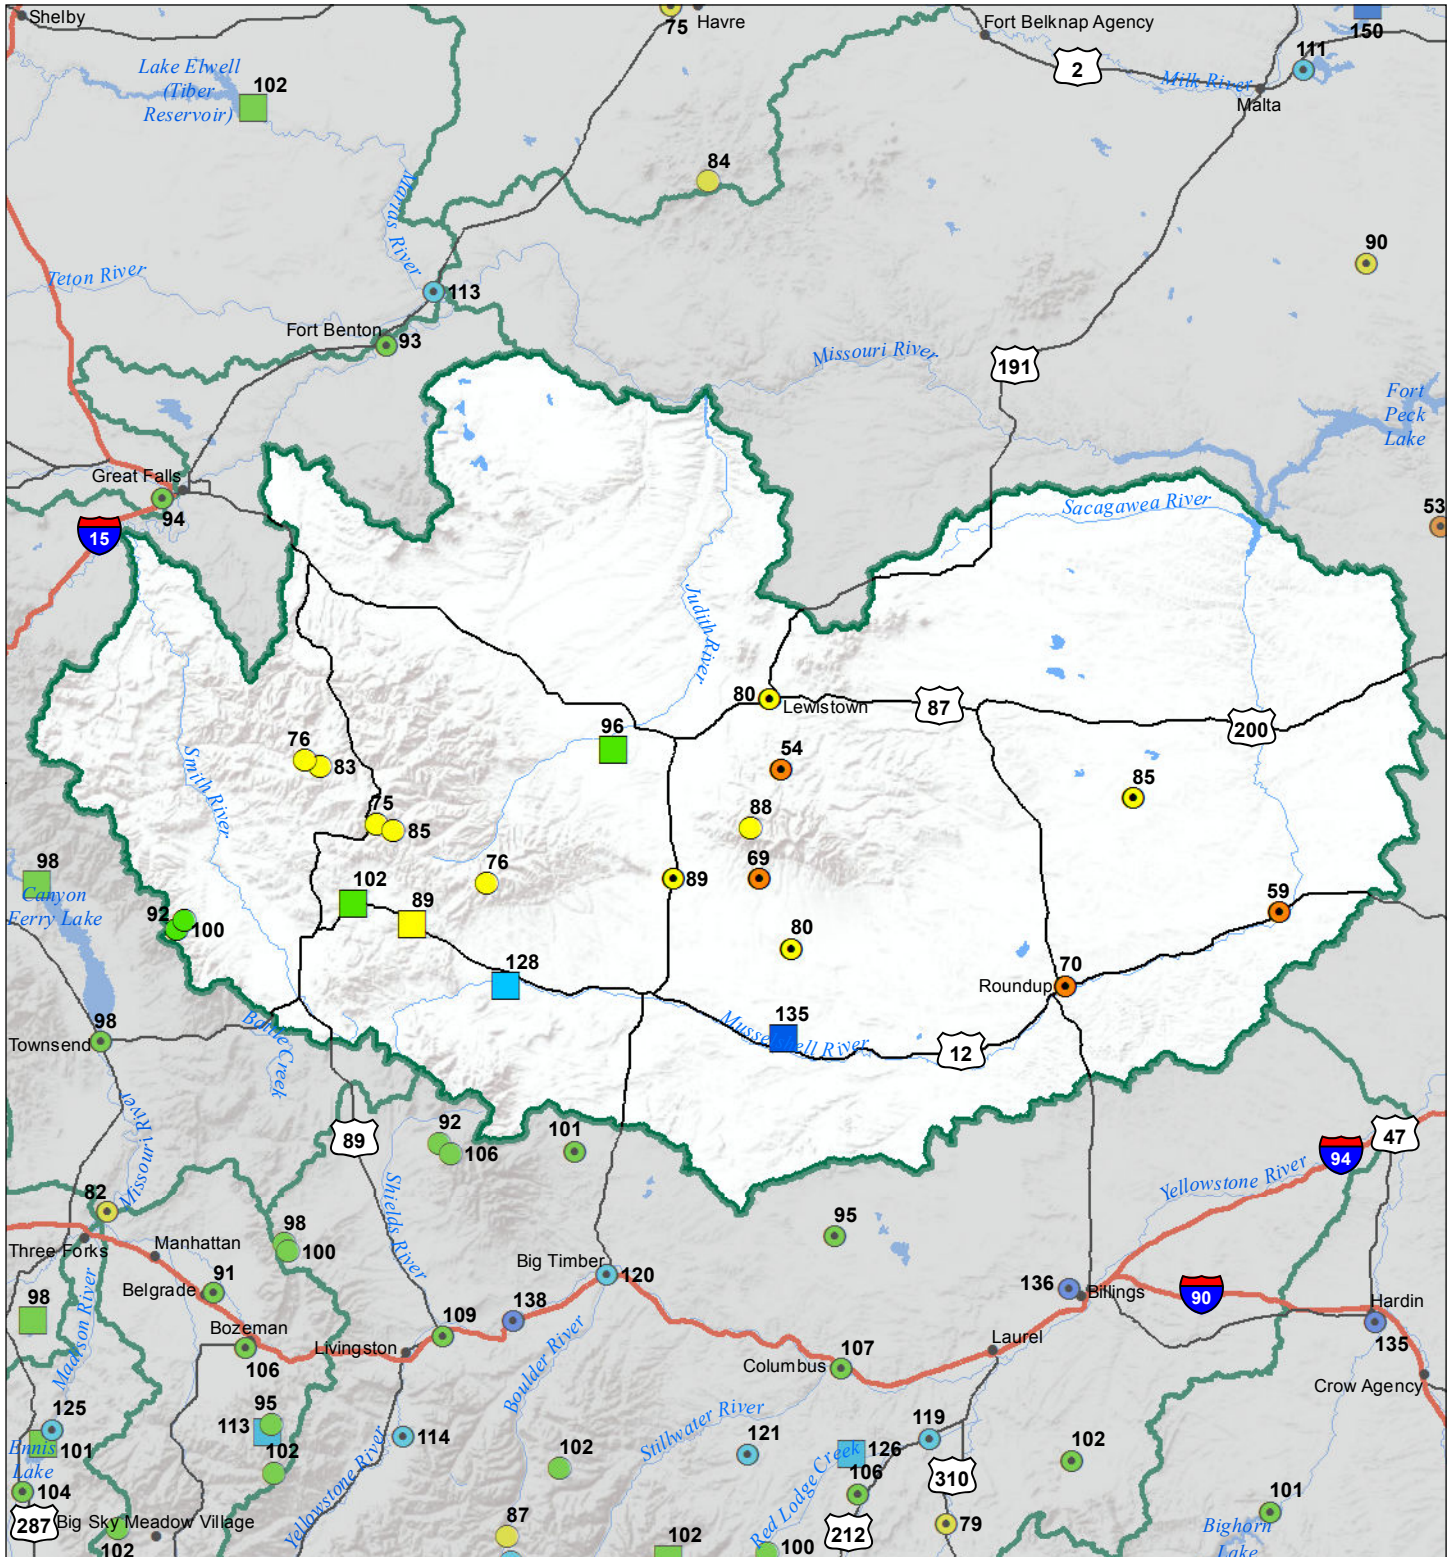 Shelby
75
Havre
Fort Belknap Agency
150
111
2
Milk River
Malta
Lake Elwell
(Tiber
Reservoir)
102
84
Marias River
90
Teton River
113
Fort Benton
93
Missouri River
191
Fort
Peck
Lake
Great Falls
94
15
Sacagawea River
53
Judith River
80
Lewistown
87
200
96
54
76
83
Smith River
85
75
85
88
98
Canyon
Ferry Lake
76
69
102
89
89
59
92
100
80
128
70
Roundup
135
Musselshell River
12
98
Townsend
Battle Creek
Missouri River
89
92
106
101
47
94
Yellowstone River
82
Shields River
95
Three Forks
98
100
Manhattan
Big Timber
120
136
Billings
90
Belgrade
91
98
Madison River
138
Hardin
135
Bozeman
106
109
Livingston
Laurel
Boulder River
Columbus
107
Crow Agency
125
Ennis
Lake
101
95
113
102
114
Stillwater River
121
119
126
Red Lodge Creek
102
102
104
106
310
Yellowstone River
287
Big Sky Meadow Village
102
87
102
100
212
79
101
Bighorn
Lake